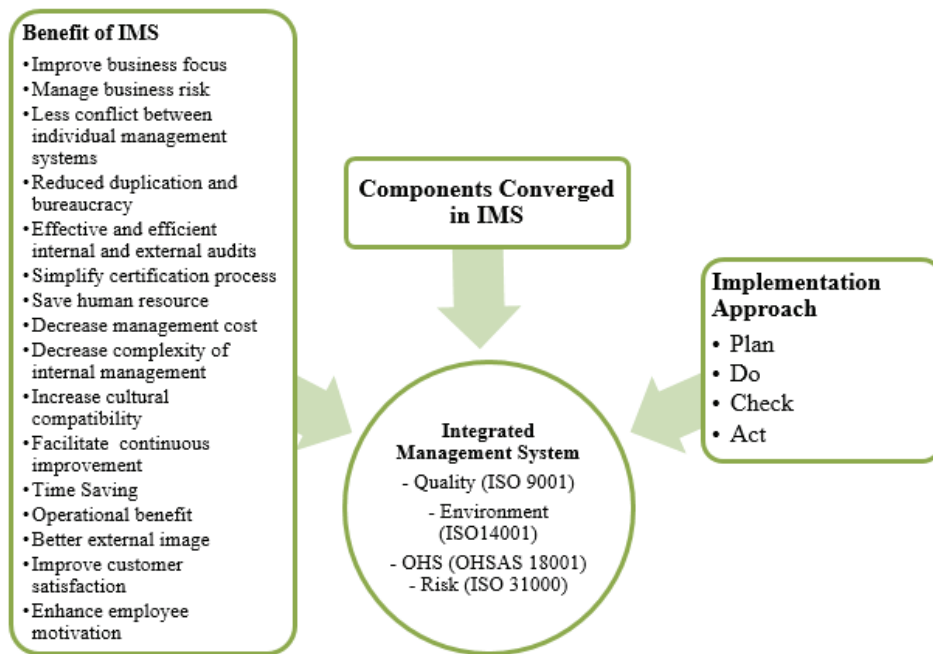 Benefit of IMS
•Improve business focus
•Manage business risk
•Less conflict between
individual management
systems
•Reduced duplication and
bureaucracy
•Effective and efficient
internal and external audits
•Simplify certification process
•Save human resource
•Decrease management cost
•Decrease complexity of
internal management
•Increase cultural
compatibility
•Facilitate continuous
improvement
•Time Saving
•Operational benefit
•Better external image
•Improve customer
satisfaction
•Enhance employee
motivation
Components Converged
in IMS
Integrated
Management System
- Quality (ISO 9001)
- Environment
(ISO14001)
- OHS (OHSAS 18001)
- Risk (ISO 31000)
Implementation
Approach
• Plan
• Do
• Check
• Act